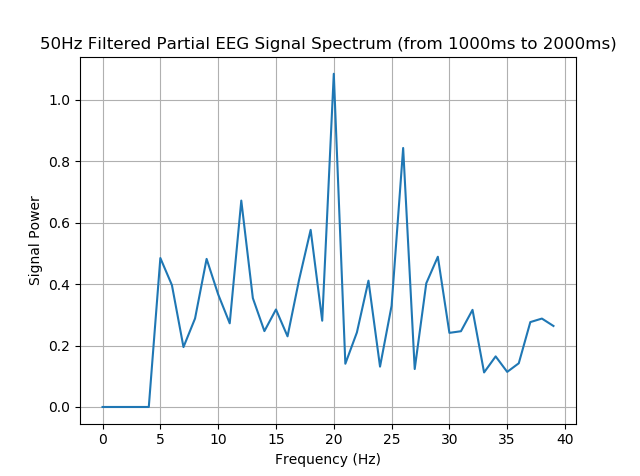 50Hz Filtered Partial EEG Signal Spectrum (from 1000ms to 2000ms)
1.0
0.8
0.6
0.4
0.2
0.0
Signal Power
0 5 10 15 20 25 30 35 40
Frequency (Hz)